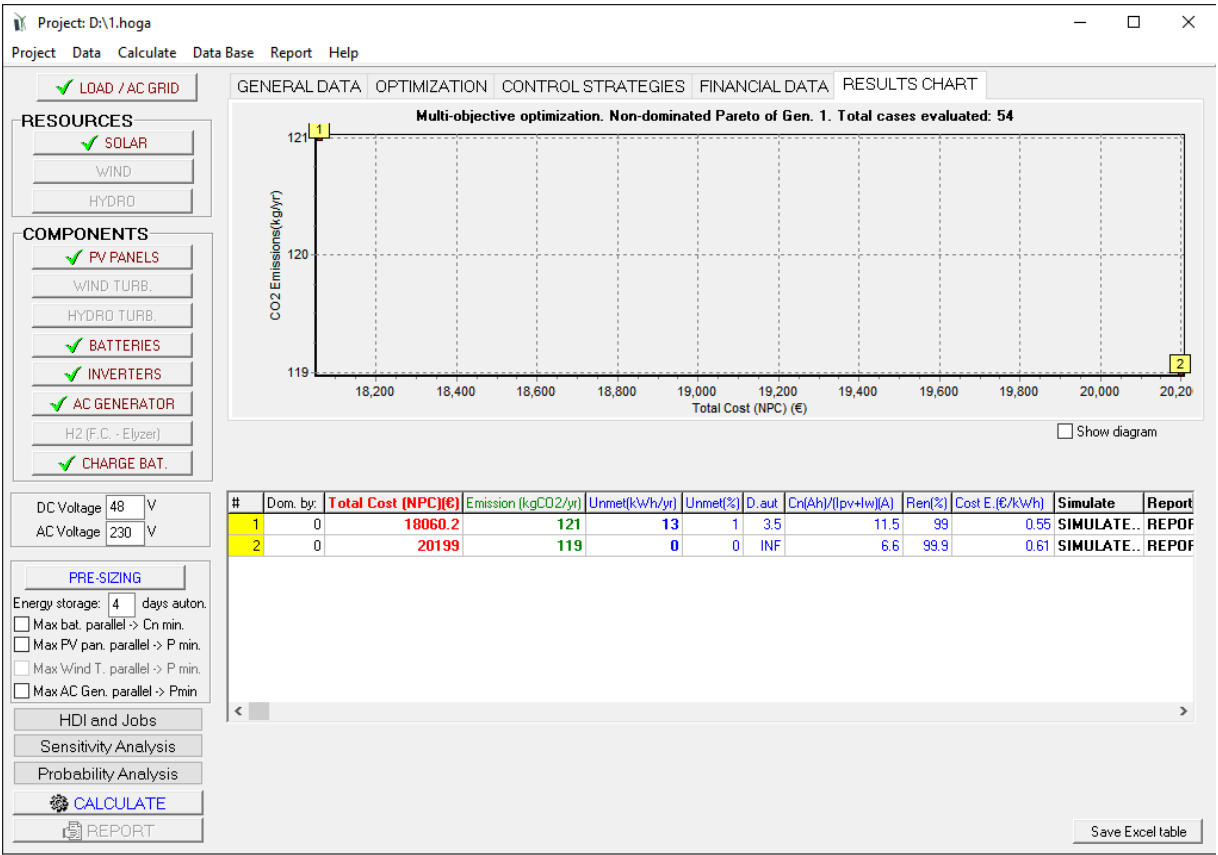 Project: D:\1.hoga
Project Data Calculate Data Base Report Help
LOAD / AC GRID
RESOURCES
SOLAR
WIND
HYDRO
COMPONENTS
PV PANELS
WIND TURB.
HYDRO TURB.
BATTERIES
INVERTERS
AC GENERATOR
H2 (F.C. - Elyzer)
CHARGE BAT.
DC Voltage 48 V
AC Voltage 230 V
PRE-SIZING
Energy storage: 4 days auton.
Max bat. parallel -> Cn min.
Max PV pan. parallel -> P min.
Max Wind T. parallel -> P min.
Max AC Gen. parallel -> Pmin
HDI and Jobs
Sensitivity Analysis
Probability Analysis
CALCULATE
REPORT
GENERAL DATA OPTIMIZATION CONTROL STRATEGIES FINANCIAL DATA RESULTS CHART
Multi-objective optimization. Non-dominated Pareto of Gen. 1. Total cases evaluated: 54
CO2 Emissions(kg/yr)
121
1
120
119
2
18,200 18,400 18,600 18,800 19,000 19,200 19,400 19,600 19,800 20,000 20,20
Total Cost (NPC) (€)
Show diagram
# Dom. by: Total Cost (NPC)(€) Emission (kgCO2/yr) Unmet(kWh/yr) Unmet(%) D.aut Cn(Ah)/(Ipv+Iw)(A) Ren(%) Cost E.(€/kWh) Simulate Report
1 0 18060.2 121 13 1 3.5 11.5 99 0.55 SIMULATE.. REPOR
2 0 20199 119 0 0 INF 6.6 99.9 0.61 SIMULATE.. REPOR
Save Excel table